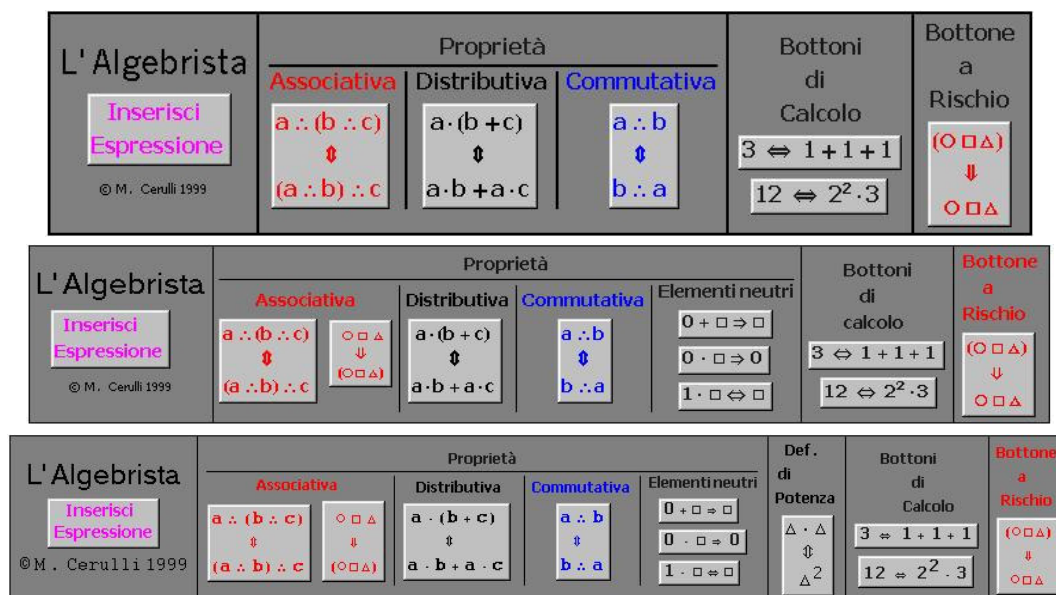 L'Algebrista
Inserisci
Espressione
© M. Cerulli 1999
Proprietà
Associativa
a ∴ (b ∴ c)
⇕
(a ∴ b) ∴ c
Distributiva
a·(b+c)
⇕
a·b+a·c
Commutativa
a ∴ b
⇕
b ∴ a
Bottoni
di
Calcolo
3 ⇔ 1+1+1
12 ⇔ 2²·3
Bottone
a
Rischio
(○□△)
⇓
○□△
L'Algebrista
Inserisci
Espressione
© M. Cerulli 1999
Proprietà
Associativa
a ∴ (b ∴ c)
⇕
(a ∴ b) ∴ c
○□△
⇓
(○□△)
Distributiva
a·(b+c)
⇕
a·b+a·c
Commutativa
a ∴ b
⇕
b ∴ a
Elementi neutri
0 + □ ⇒ □
0 · □ ⇒ 0
1 · □ ⇔ □
Bottoni
di
calcolo
3 ⇔ 1+1+1
12 ⇔ 2²·3
Bottone
a
Rischio
(○□△)
⇓
○□△
L'Algebrista
Inserisci
Espressione
©M. Cerulli 1999
Proprietà
Associativa
a ∴ (b ∴ c)
⇕
(a ∴ b) ∴ c
○□△
⇓
(○□△)
Distributiva
a · (b + c)
⇕
a · b + a · c
Commutativa
a ∴ b
⇕
b ∴ a
Elementi neutri
0 + □ ⇒ □
0 · □ ⇒ 0
1 · □ ⇔ □
Def.
di
Potenza
△ · △
⇕
△²
Bottoni
di
Calcolo
3 ⇔ 1 + 1 + 1
12 ⇔ 2² · 3
Bottone
a
Rischio
(○□△)
⇓
○□△